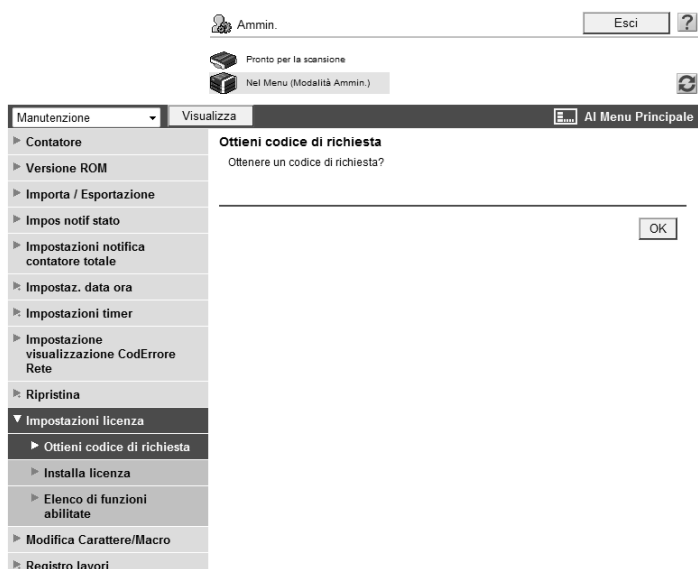 Ammin.
Esci
?
Pronto per la scansione
Nel Menu (Modalità Ammin.)
Manutenzione
Visualizza
Al Menu Principale
Contatore
Versione ROM
Importa / Esportazione
Impos notif stato
Impostazioni notifica
contatore totale
Impostaz. data ora
Impostazioni timer
Impostazione
visualizzazione CodErrore
Rete
Ripristina
Impostazioni licenza
Ottieni codice di richiesta
Installa licenza
Elenco di funzioni
abilitate
Modifica Carattere/Macro
Registro lavori
Ottieni codice di richiesta
Ottenere un codice di richiesta?
OK